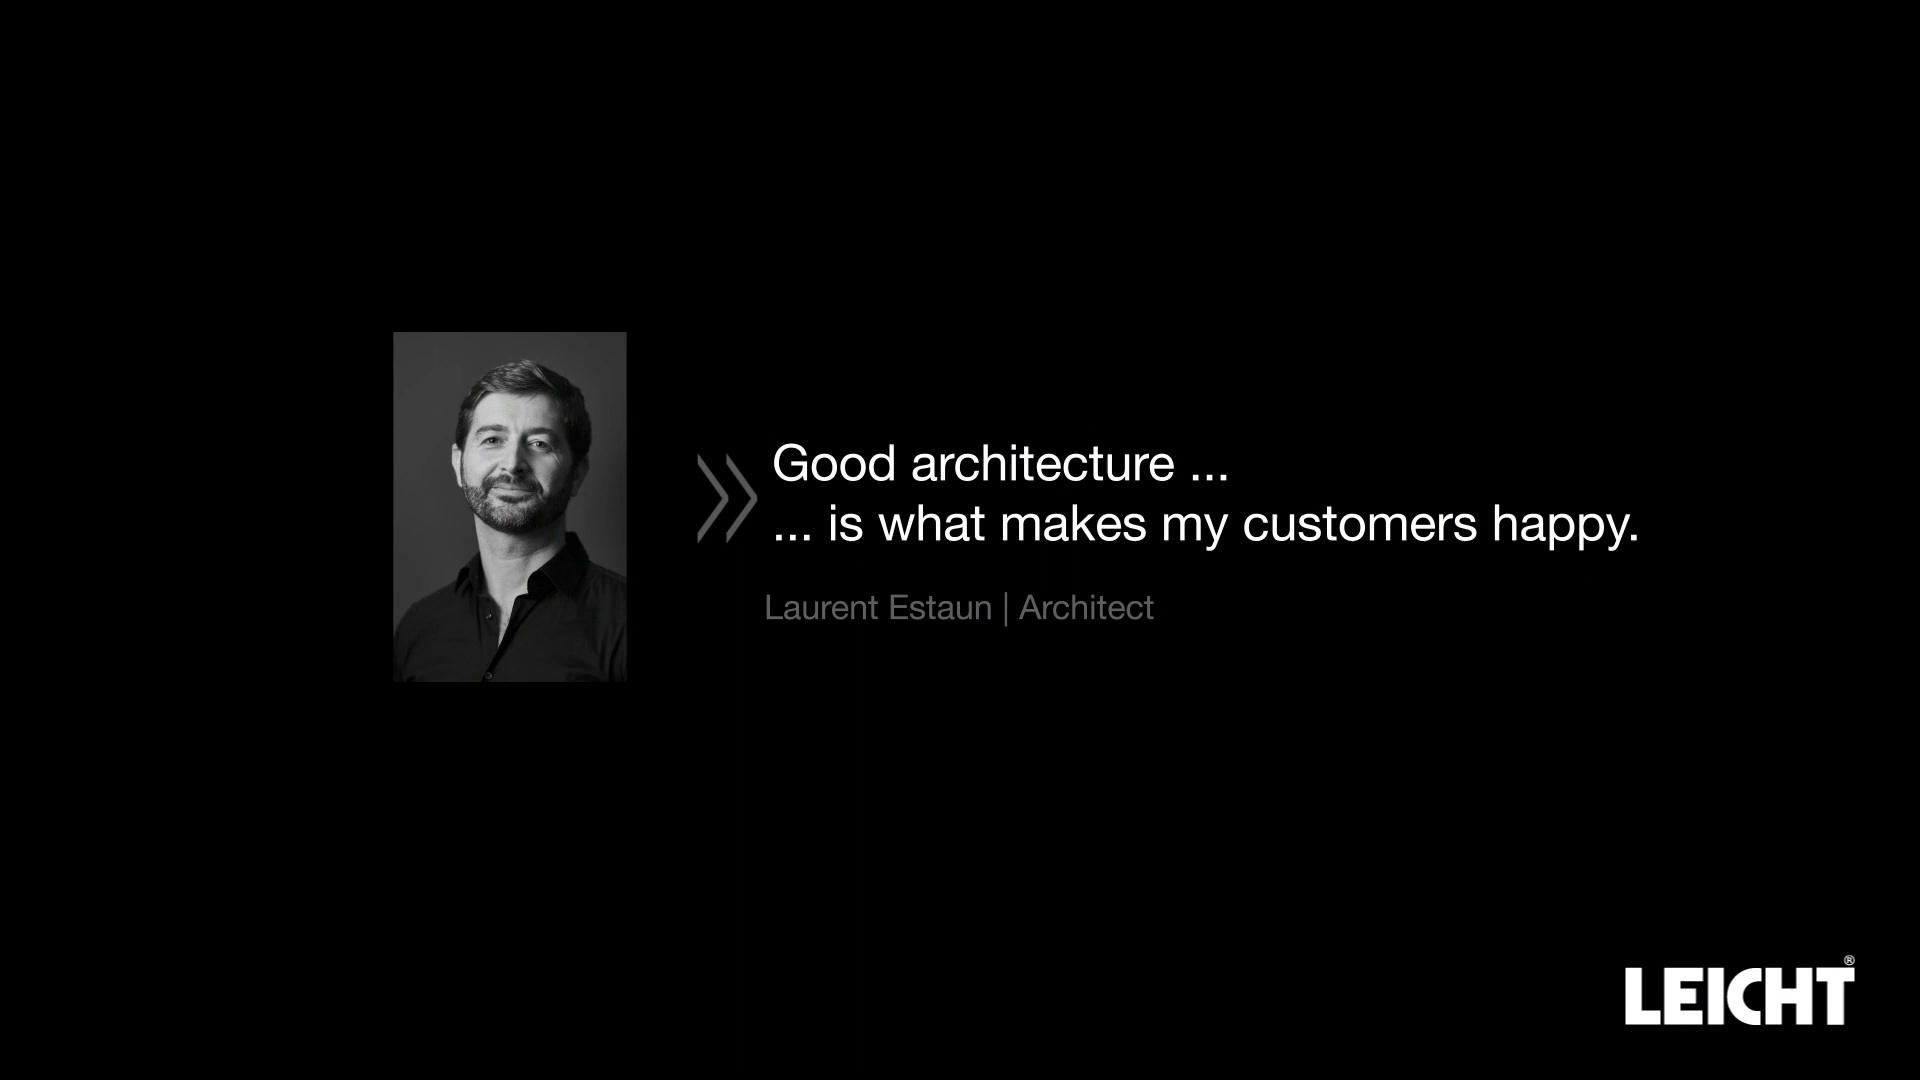 Good architecture ...
... is what makes my customers happy.
Laurent Estaun | Architect
LEICHT®